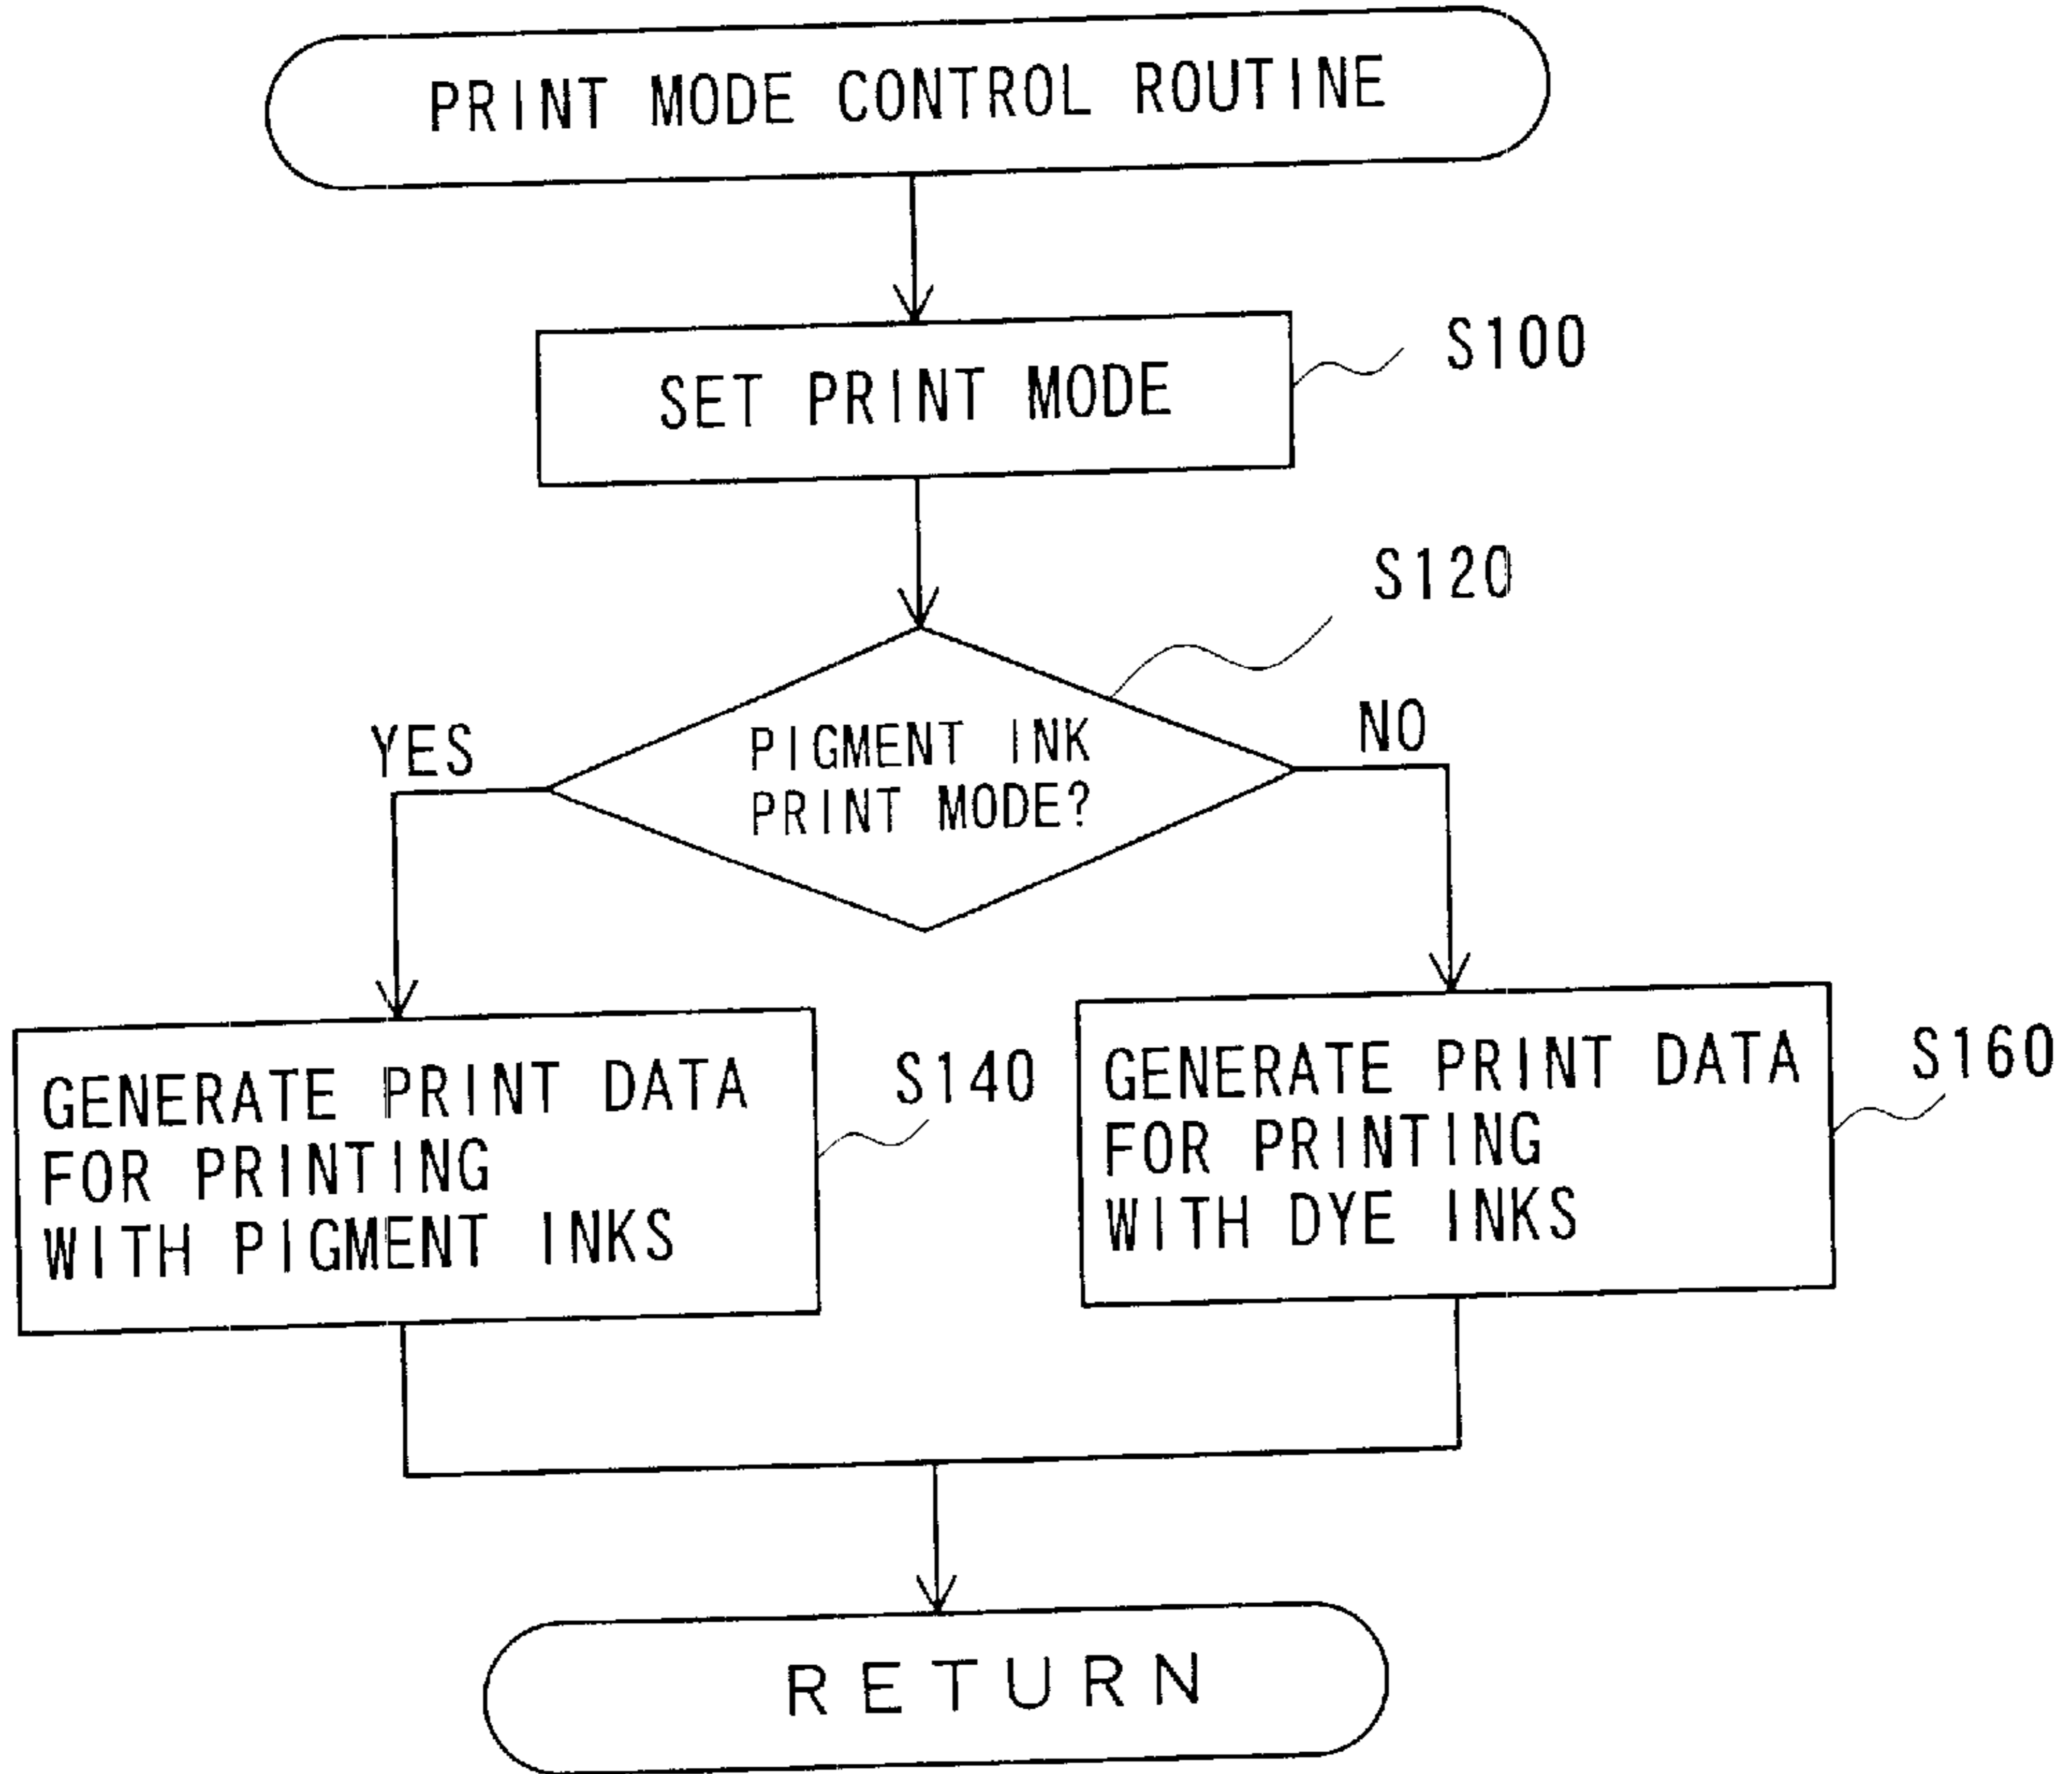 PRINT MODE CONTROL ROUTINE
SET PRINT MODE
S100
S120
YES
PIGMENT INK
PRINT MODE?
NO
GENERATE PRINT DATA
FOR PRINTING
WITH PIGMENT INKS
S140
GENERATE PRINT DATA
FOR PRINTING
WITH DYE INKS
S160
RETURN